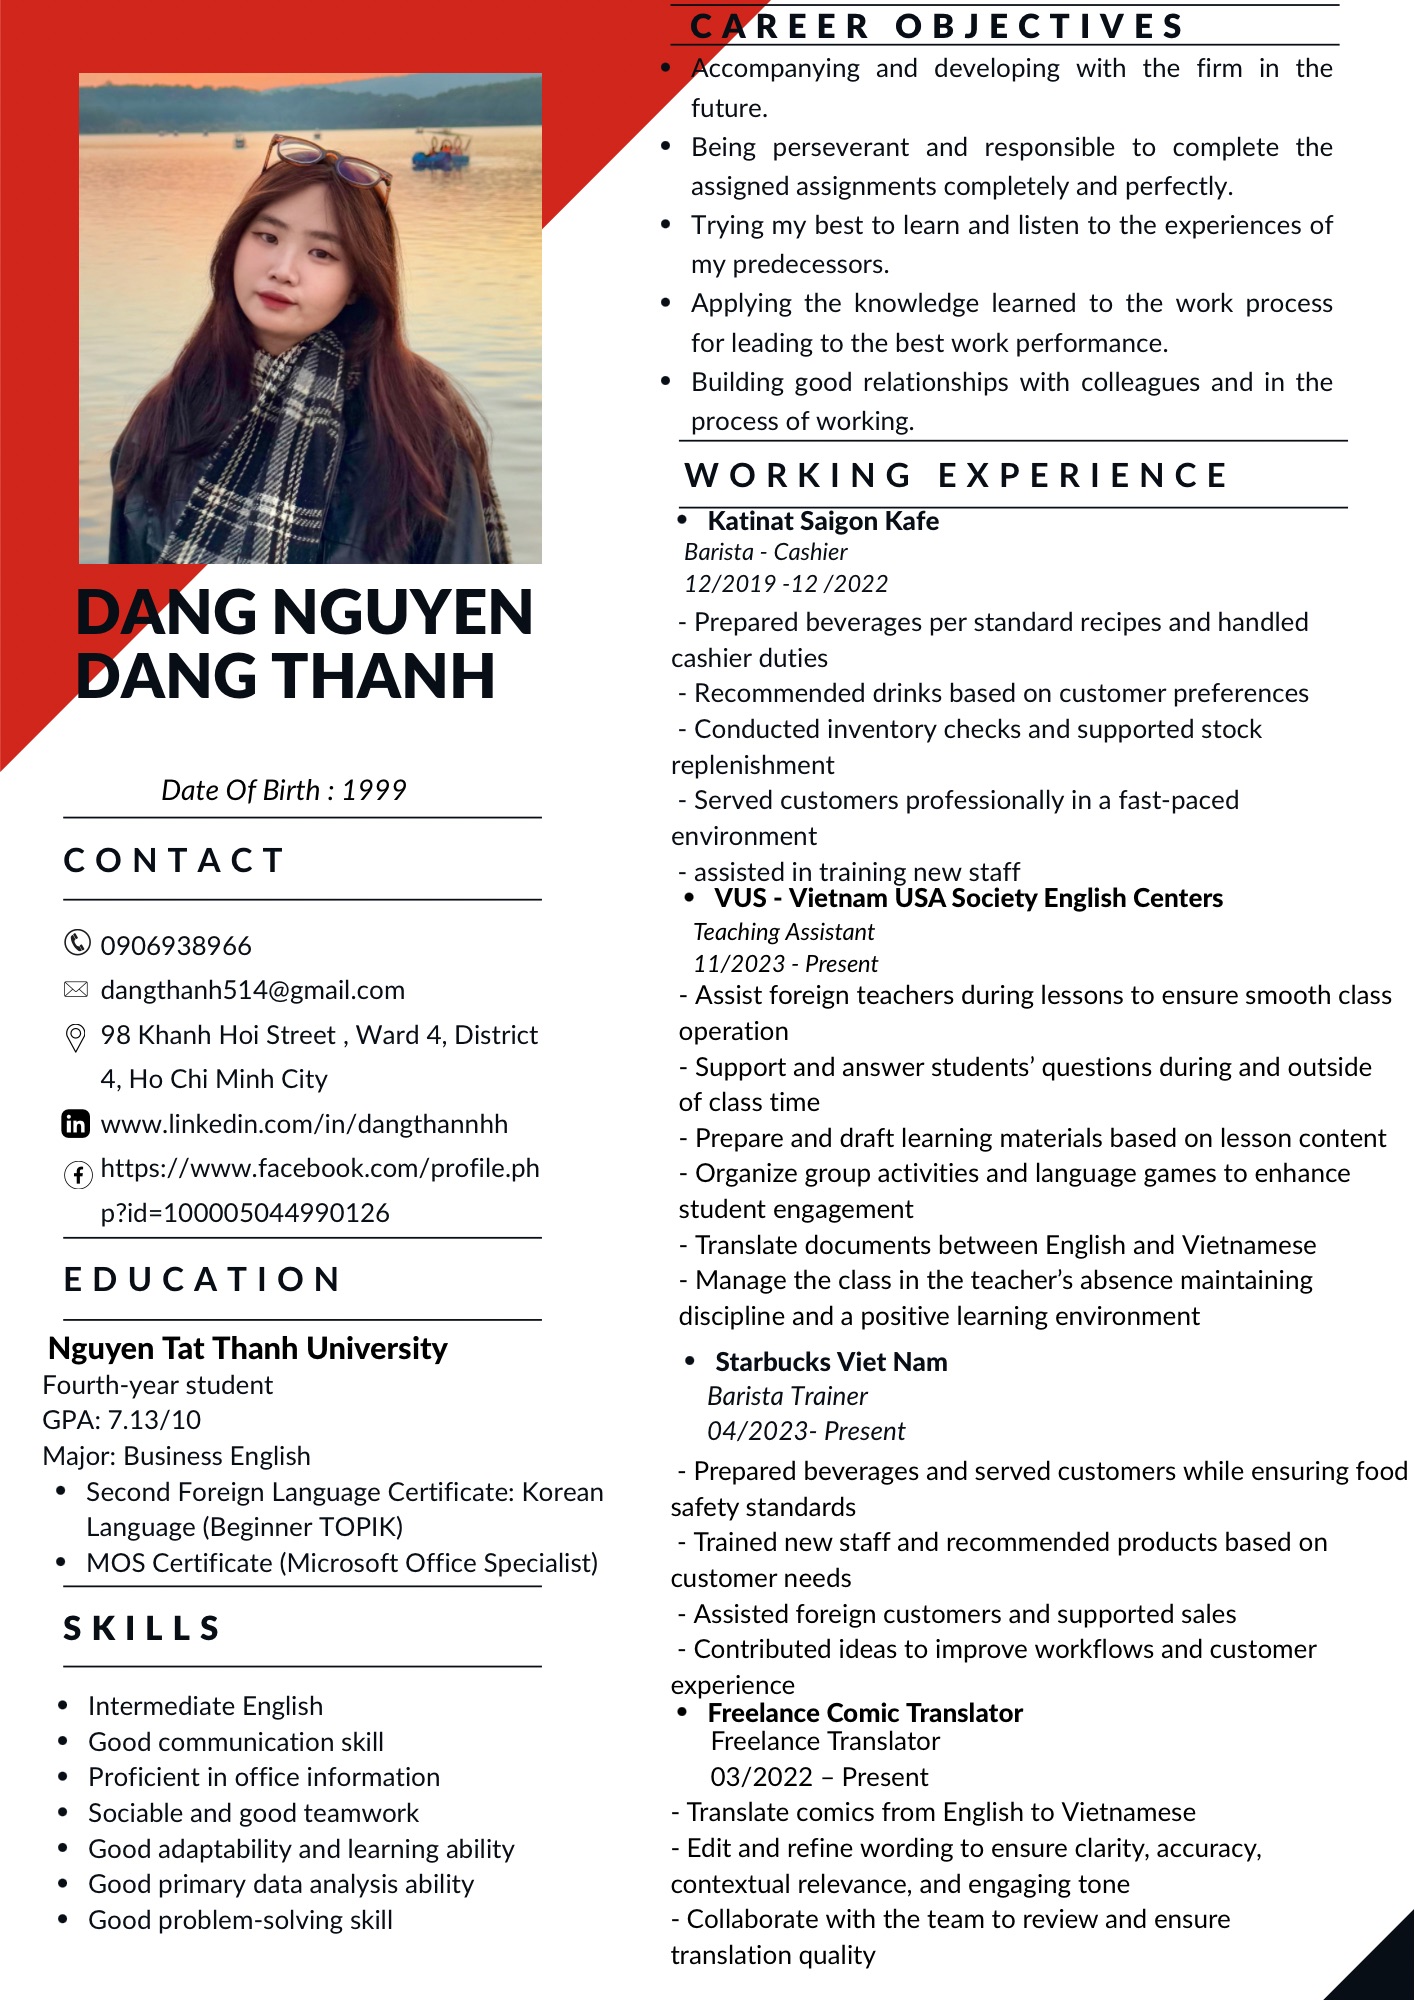 DANG NGUYEN
DANG THANH
Date Of Birth : 1999
CONTACT
0906938966
dangthanh514@gmail.com
98 Khanh Hoi Street , Ward 4, District
4, Ho Chi Minh City
www.linkedin.com/in/dangthannhh
https://www.facebook.com/profile.ph
p?id=100005044990126
EDUCATION
Nguyen Tat Thanh University
Fourth-year student
GPA: 7.13/10
Major: Business English
• Second Foreign Language Certificate: Korean
Language (Beginner TOPIK)
• MOS Certificate (Microsoft Office Specialist)
SKILLS
• Intermediate English
• Good communication skill
• Proficient in office information
• Sociable and good teamwork
• Good adaptability and learning ability
• Good primary data analysis ability
• Good problem-solving skill
CAREER OBJECTIVES
• Accompanying and developing with the firm in the
future.
• Being perseverant and responsible to complete the
assigned assignments completely and perfectly.
• Trying my best to learn and listen to the experiences of
my predecessors.
• Applying the knowledge learned to the work process
for leading to the best work performance.
• Building good relationships with colleagues and in the
process of working.
WORKING EXPERIENCE
• Katinat Saigon Kafe
Barista - Cashier
12/2019 -12 /2022
- Prepared beverages per standard recipes and handled
cashier duties
- Recommended drinks based on customer preferences
- Conducted inventory checks and supported stock
replenishment
- Served customers professionally in a fast-paced
environment
- assisted in training new staff
• VUS - Vietnam USA Society English Centers
Teaching Assistant
11/2023 - Present
- Assist foreign teachers during lessons to ensure smooth class
operation
- Support and answer students’ questions during and outside
of class time
- Prepare and draft learning materials based on lesson content
- Organize group activities and language games to enhance
student engagement
- Translate documents between English and Vietnamese
- Manage the class in the teacher’s absence maintaining
discipline and a positive learning environment
• Starbucks Viet Nam
Barista Trainer
04/2023- Present
- Prepared beverages and served customers while ensuring food
safety standards
- Trained new staff and recommended products based on
customer needs
- Assisted foreign customers and supported sales
- Contributed ideas to improve workflows and customer
experience
• Freelance Comic Translator
Freelance Translator
03/2022 – Present
- Translate comics from English to Vietnamese
- Edit and refine wording to ensure clarity, accuracy,
contextual relevance, and engaging tone
- Collaborate with the team to review and ensure
translation quality